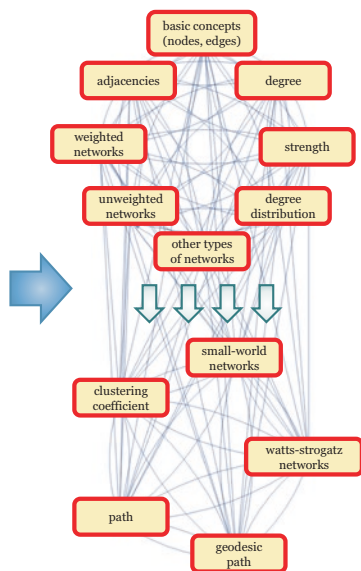 basic concepts
(nodes, edges)
adjacencies
degree
weighted
networks
strength
unweighted
networks
degree
distribution
other types
of networks
small-world
networks
clustering
coefficient
watts-strogatz
networks
path
geodesic
path